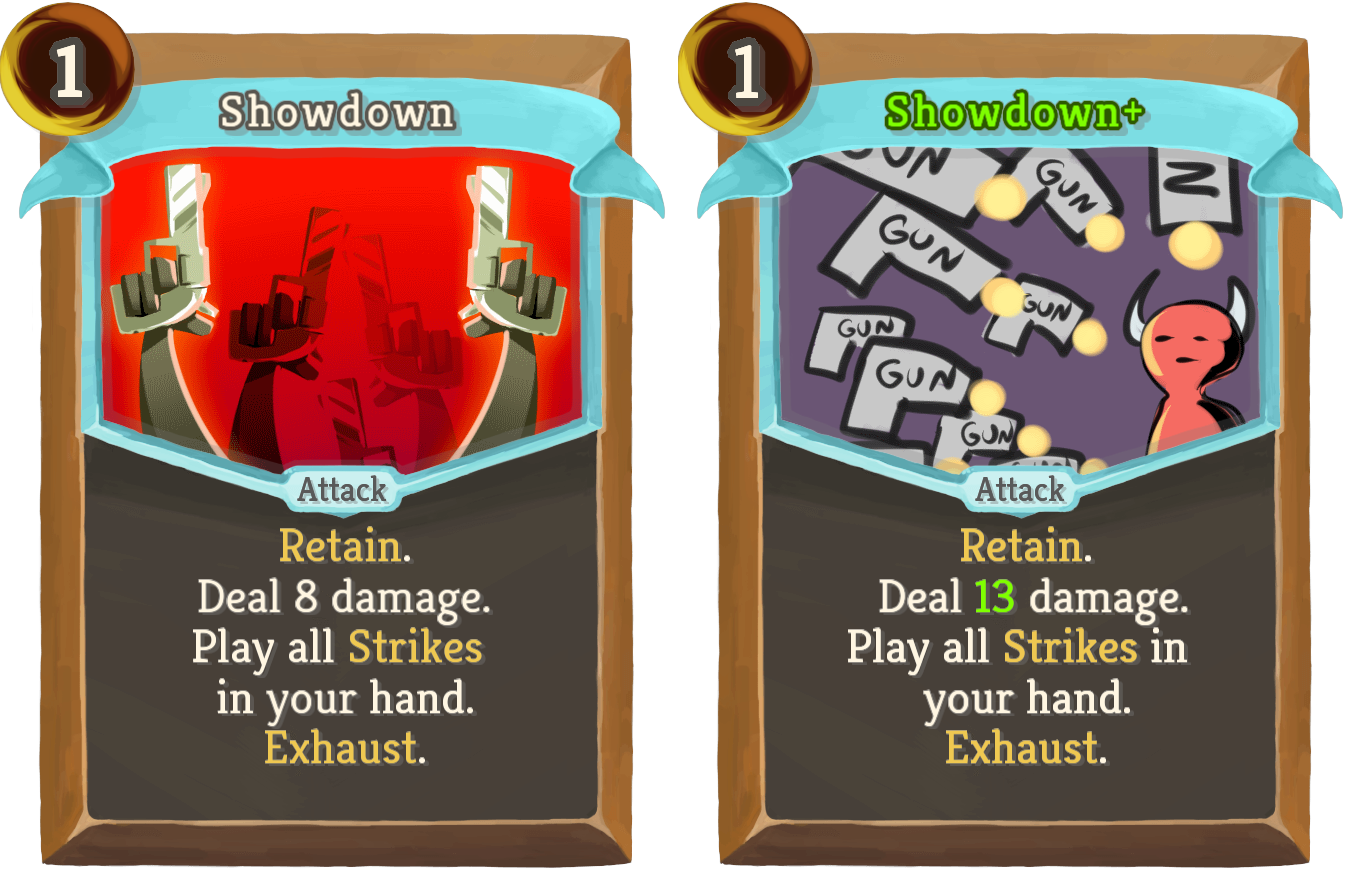 1
Showdown
Attack
Retain.
Deal 8 damage.
Play all Strikes
in your hand.
Exhaust.
1
Showdown+
GUN
GUN
N
GUN
GUN
GUN
GUN
GUN
Attack
Retain.
Deal 13 damage.
Play all Strikes in
your hand.
Exhaust.